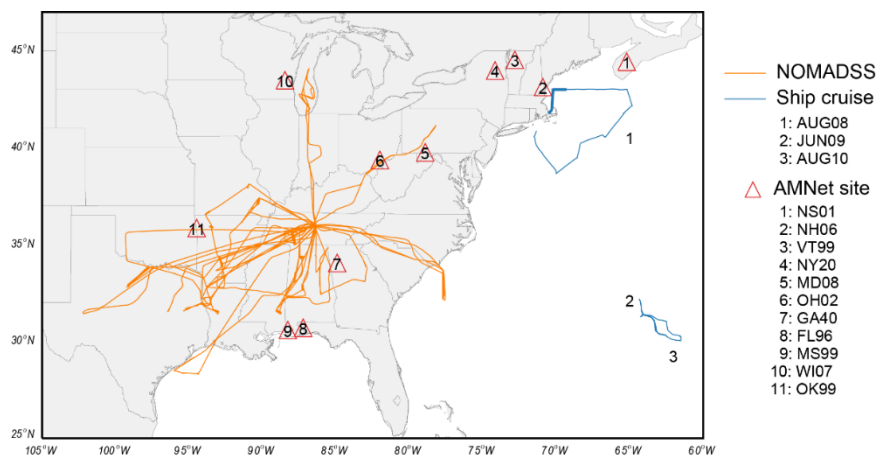 45°N
40°N
35°N
30°N
25°N
105°W 100°W 95°W 90°W 85°W 80°W 75°W 70°W 65°W 60°W
1
2
3
4
5
6
7
8
9
10
11
1
2
3
NOMADSS
Ship cruise
1: AUG08
2: JUN09
3: AUG10
AMNet site
1: NS01
2: NH06
3: VT99
4: NY20
5: MD08
6: OH02
7: GA40
8: FL96
9: MS99
10: WI07
11: OK99